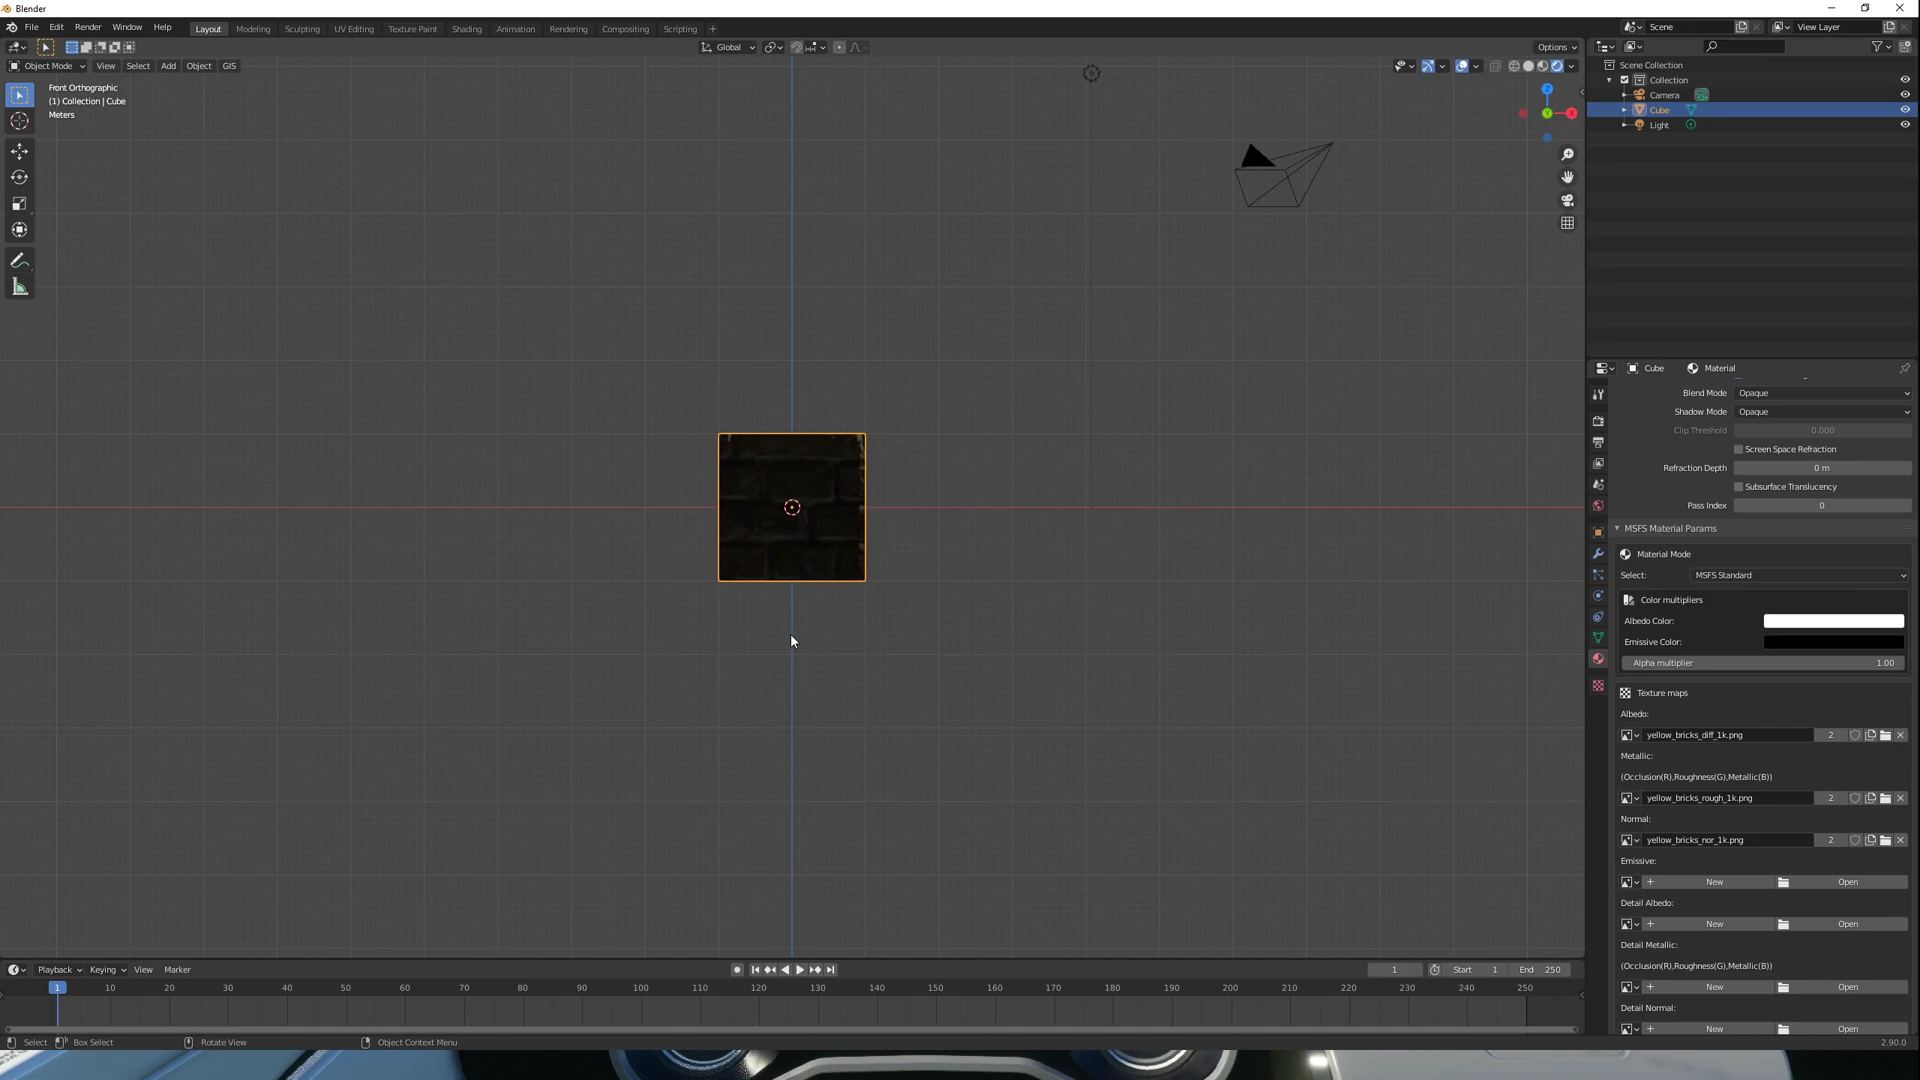 Blender
File Edit Render Window Help
Layout Modeling Sculpting UV Editing Texture Paint Shading Animation Rendering Compositing Scripting +
Scene View Layer
Global Options
Object Mode View Select Add Object GIS
Front Orthographic
(1) Collection | Cube
Meters
Z
Y
X
Scene Collection
Collection
Camera
Cube
Light
Cube Material
Blend Mode Opaque
Shadow Mode Opaque
Clip Threshold 0.000
Screen Space Refraction
Refraction Depth 0 m
Subsurface Translucency
Pass Index 0
MSFS Material Params
Material Mode
Select: MSFS Standard
Color multipliers
Albedo Color:
Emissive Color:
Alpha multiplier 1.00
Texture maps
Albedo:
yellow_bricks_diff_1k.png 2
Metallic:
(Occlusion(R),Roughness(G),Metallic(B))
yellow_bricks_rough_1k.png 2
Normal:
yellow_bricks_nor_1k.png 2
Emissive:
New Open
Detail Albedo:
New Open
Detail Metallic:
(Occlusion(R),Roughness(G),Metallic(B))
New Open
Detail Normal:
New Open
Playback Keying View Marker 1 Start 1 End 250
1 10 20 30 40 50 60 70 80 90 100 110 120 130 140 150 160 170 180 190 200 210 220 230 240 250
Select Box Select Rotate View Object Context Menu 2.90.0